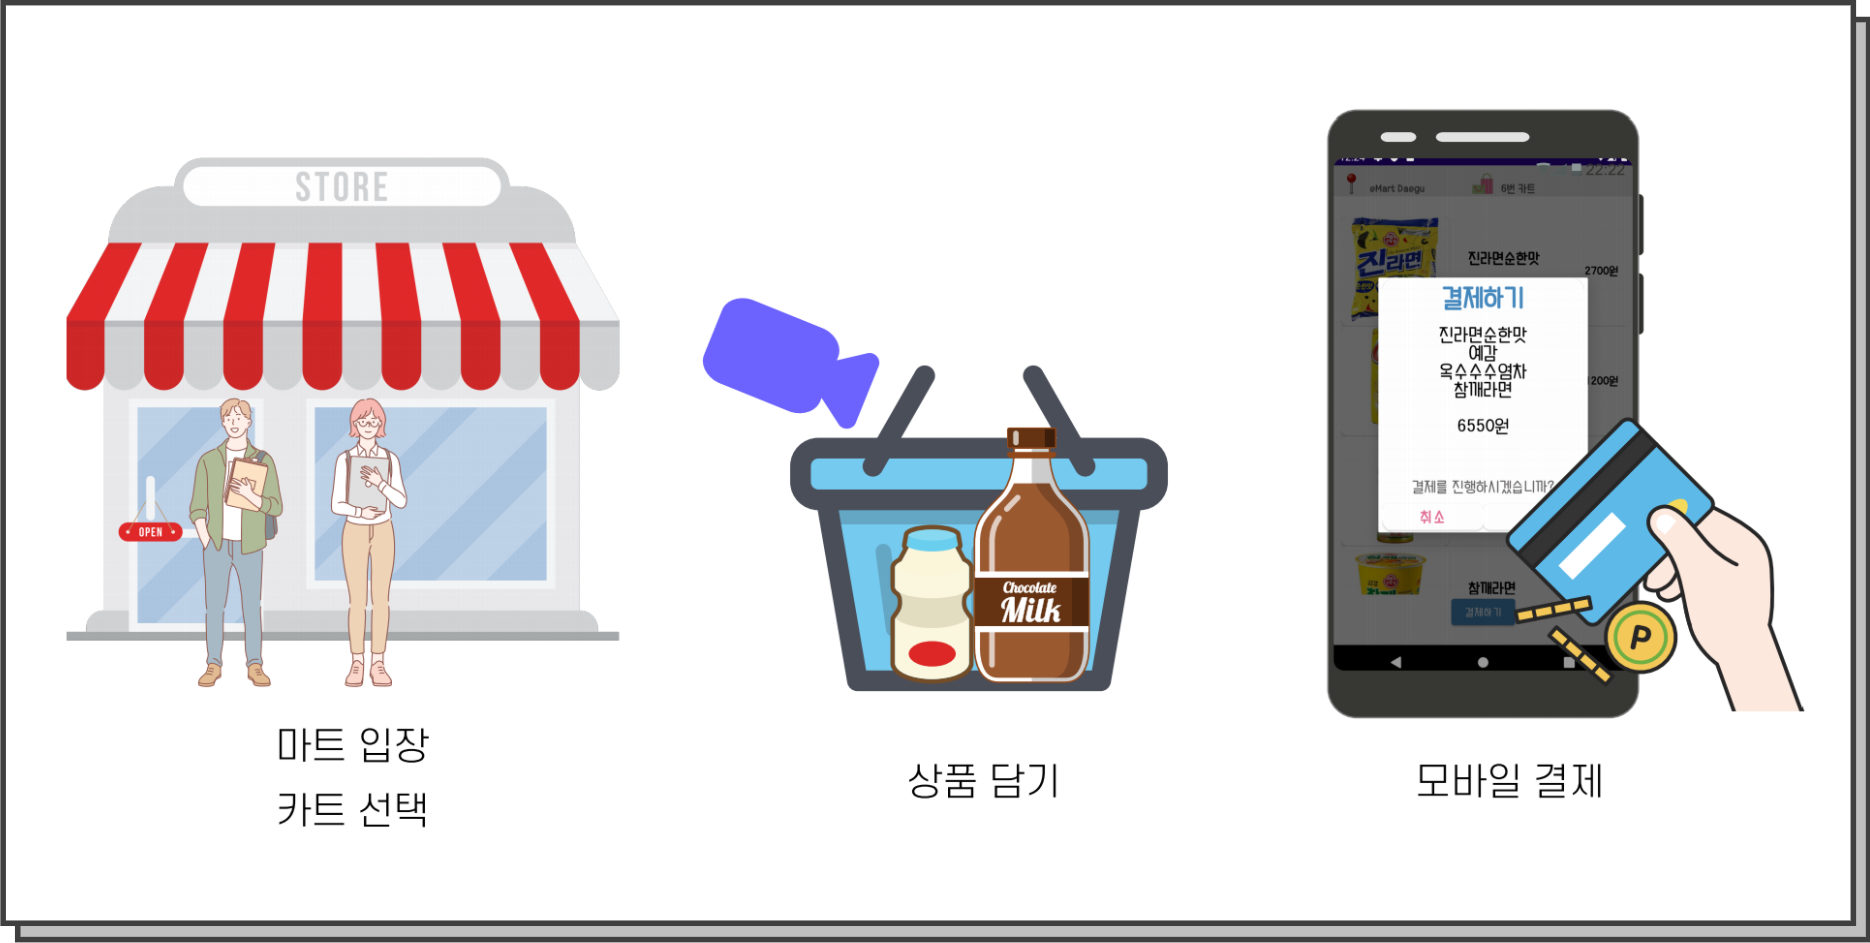 STORE
OPEN
마트 입장
카트 선택
Chocolate
Milk
상품 담기
22:22
eMart Daegu
6번 카트
진라면
진라면순한맛
2700원
결제하기
진라면순한맛
예감
옥수수수염차
참깨라면
6550원
200원
결제를 진행하시겠습니까?
취소
참깨라면
결제하기
P
모바일 결제